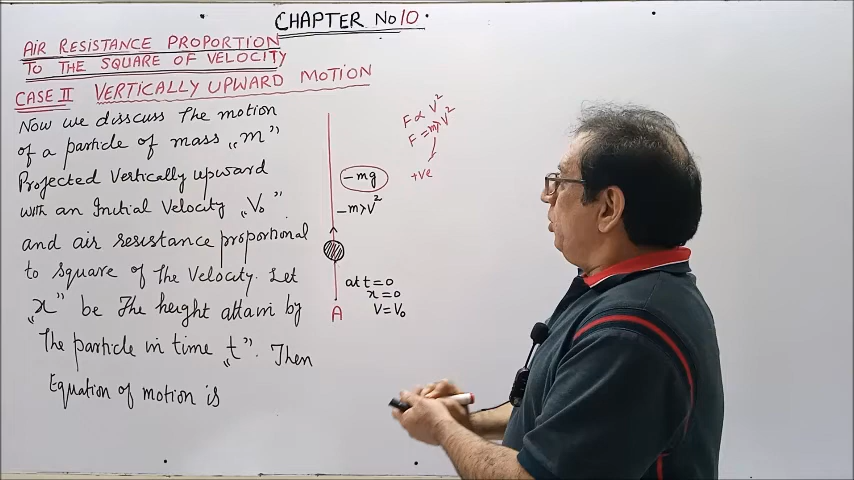 CHAPTER No 10
AIR RESISTANCE PROPORTION
TO THE SQUARE OF VELOCITY
CASE II VERTICALLY UPWARD MOTION
Now we disscuss The motion
of a particle of mass „m”
Projected Vertically upward
with an Initial Velocity „V₀”
and air resistance proportional
to square of The Velocity. Let
„x” be The height attain by
The particle in time „t”. Then
Equation of motion is
F ∝ V²
F = mλV²
+ve
-mg
-mλV²
at t=0
x=0
V=V₀
A